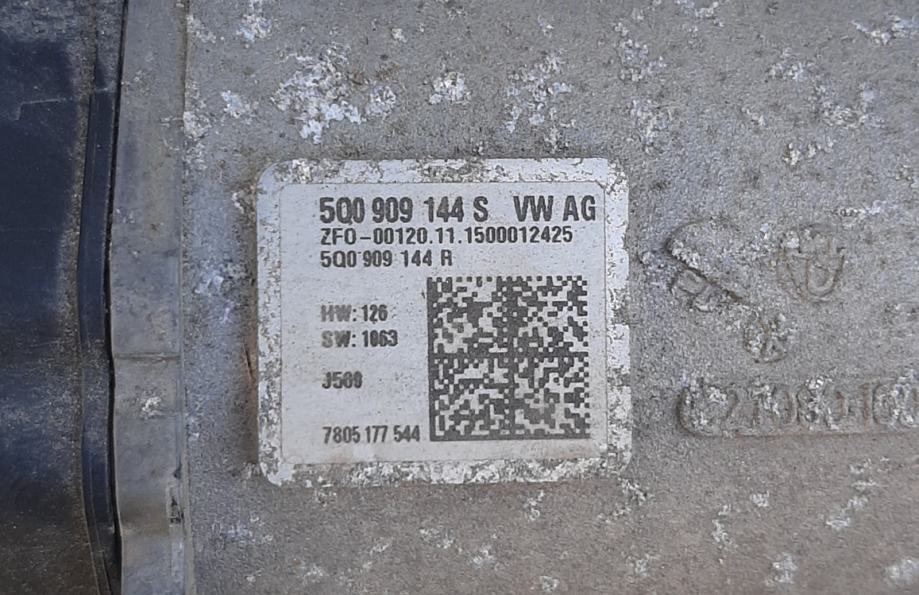 5Q0 909 144 S VW AG
ZFO-00120.11.1500012425
5Q0 909 144 R
HW: 126
SW: 1063
J500
7805 177 544